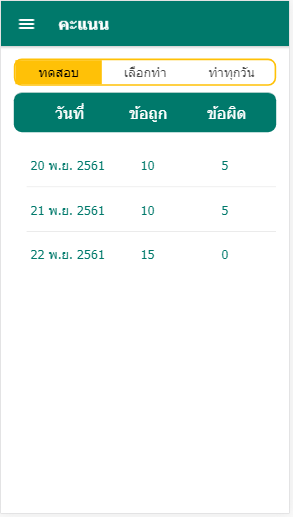 คะแนน
ทดสอบ เลือกทำ ทำทุกวัน
วันที่ ข้อถูก ข้อผิด
20 พ.ย. 2561 10 5
21 พ.ย. 2561 10 5
22 พ.ย. 2561 15 0